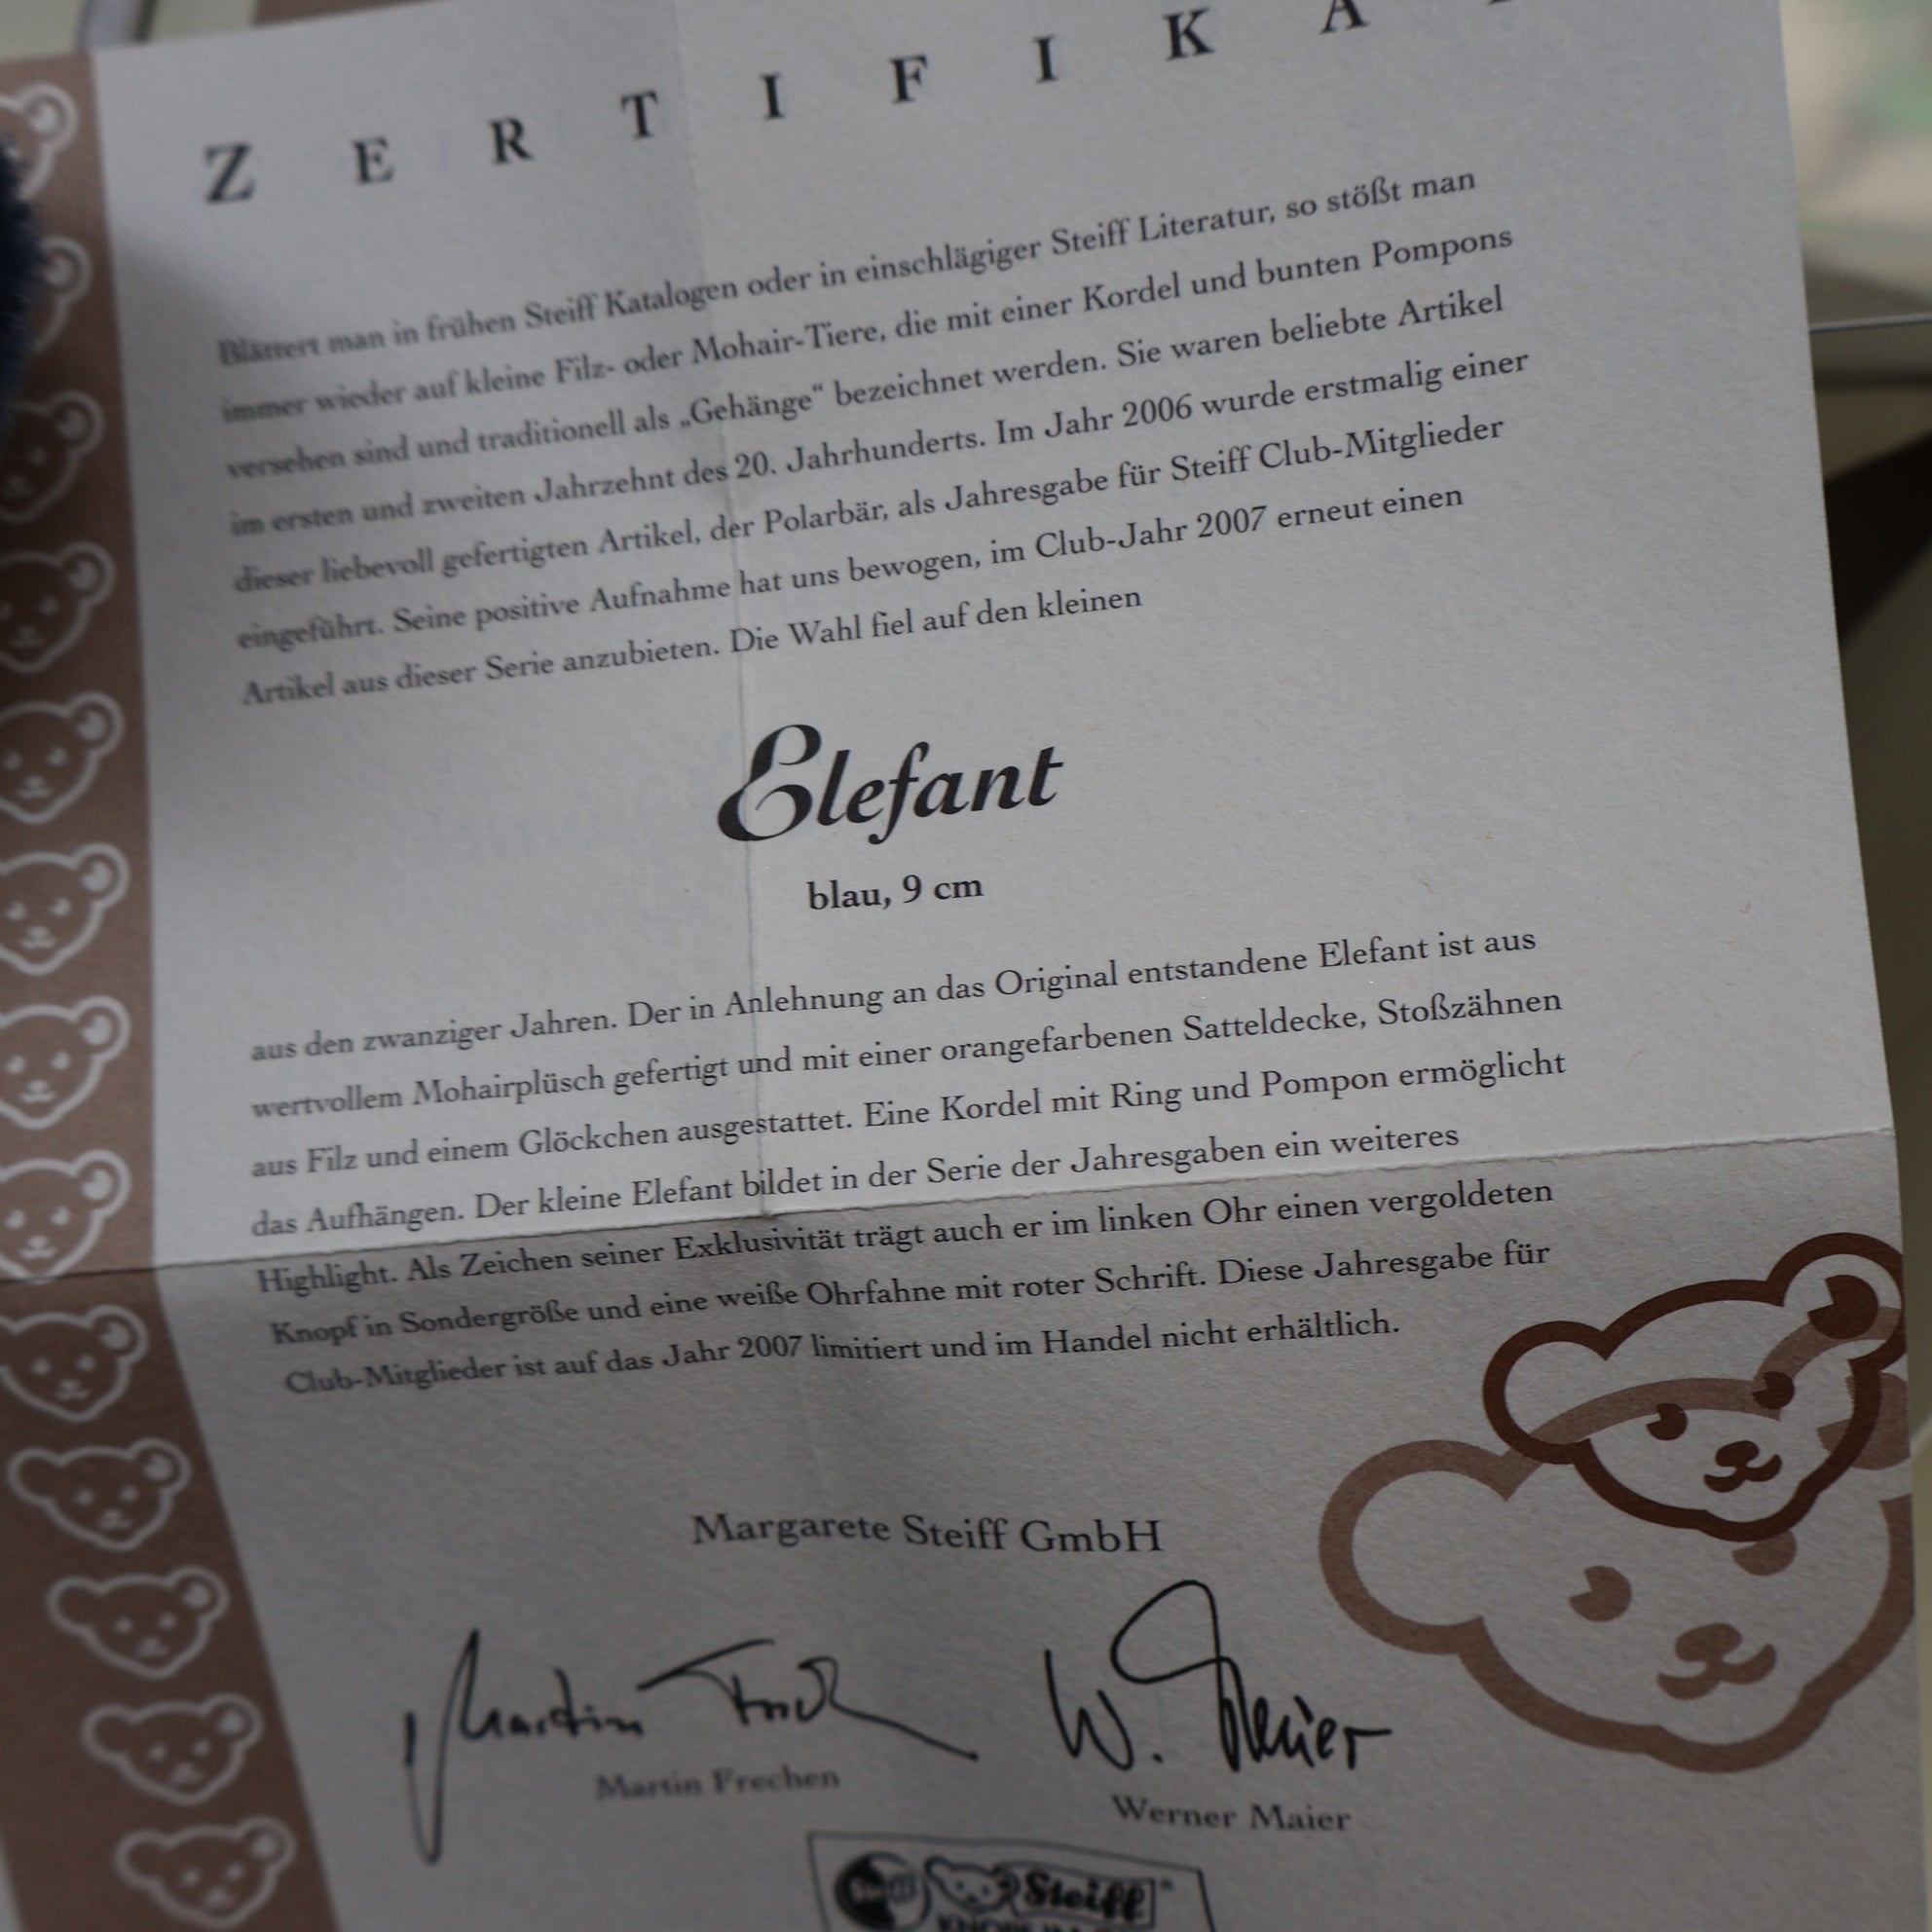 ZERTIFIKA
Blättert man in frühen Steiff Katalogen oder in einschlägiger Steiff Literatur, so stößt man
immer wieder auf kleine Filz- oder Mohair-Tiere, die mit einer Kordel und bunten Pompons
versehen sind und traditionell als „Gehänge“ bezeichnet werden. Sie waren beliebte Artikel
im ersten und zweiten Jahrzehnt des 20. Jahrhunderts. Im Jahr 2006 wurde erstmalig einer
dieser liebevoll gefertigten Artikel, der Polarbär, als Jahresgabe für Steiff Club-Mitglieder
eingeführt. Seine positive Aufnahme hat uns bewogen, im Club-Jahr 2007 erneut einen
Artikel aus dieser Serie anzubieten. Die Wahl fiel auf den kleinen
Elefant
blau, 9 cm
aus den zwanziger Jahren. Der in Anlehnung an das Original entstandene Elefant ist aus
wertvollem Mohairplüsch gefertigt und mit einer orangefarbenen Satteldecke, Stoßzähnen
aus Filz und einem Glöckchen ausgestattet. Eine Kordel mit Ring und Pompon ermöglicht
das Aufhängen. Der kleine Elefant bildet in der Serie der Jahresgaben ein weiteres
Highlight. Als Zeichen seiner Exklusivität trägt auch er im linken Ohr einen vergoldeten
Knopf in Sondergröße und eine weiße Ohrfahne mit roter Schrift. Diese Jahresgabe für
Club-Mitglieder ist auf das Jahr 2007 limitiert und im Handel nicht erhältlich.
Margarete Steiff GmbH
Martin Frechen
W. Maier
Martin Frechen
Werner Maier
Steiff